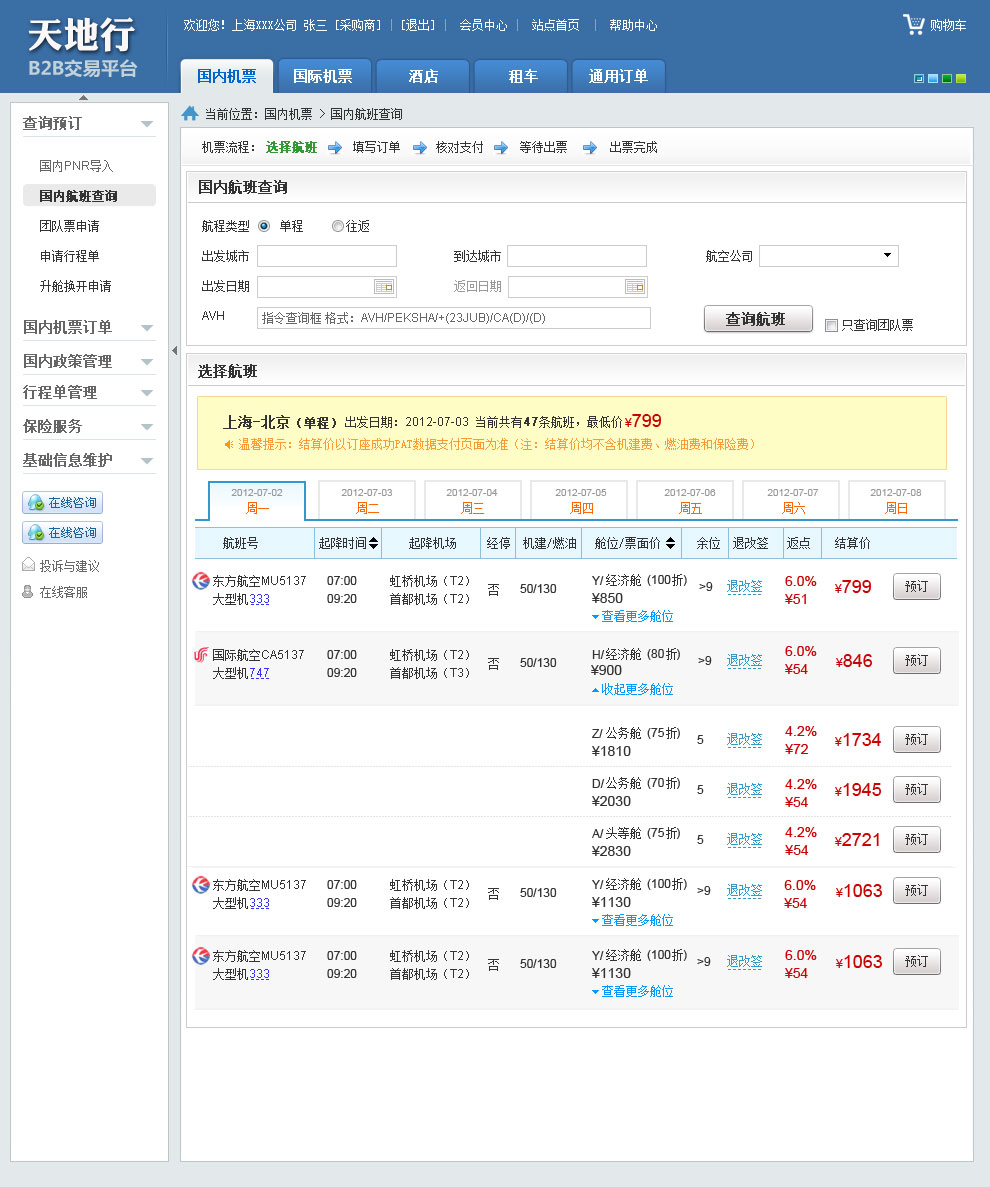 天地行
B2B交易平台
欢迎您! 上海XXX公司 张三 [采购商] | [退出] | 会员中心 | 站点首页 | 帮助中心
购物车
国内机票 国际机票 酒店 租车 通用订单
查询预订
国内PNR导入
国内航班查询
团队票申请
申请行程单
升舱换开申请
国内机票订单
国内政策管理
行程单管理
保险服务
基础信息维护
在线咨询
在线咨询
投诉与建议
在线客服
当前位置：国内机票 > 国内航班查询
机票流程： 选择航班 填写订单 核对支付 等待出票 出票完成
国内航班查询
航程类型 单程 往返
出发城市 到达城市 航空公司
出发日期 返回日期
AVH 指令查询框 格式：AVH/PEKSHA/+(23JUB)/CA(D)/(D) 查询航班 只查询团队票
选择航班
上海-北京（单程）出发日期：2012-07-03 当前共有47条航班，最低价¥799
温馨提示：结算价以订座成功PAT数据支付页面为准（注：结算价均不含机建费、燃油费和保险费）
2012-07-02 2012-07-03 2012-07-04 2012-07-05 2012-07-06 2012-07-07 2012-07-08
周一 周二 周三 周四 周五 周六 周日
航班号 起降时间 起降机场 经停 机建/燃油 舱位/票面价 余位 退改签 返点 结算价
东方航空MU5137 07:00 虹桥机场（T2） 否 50/130 Y/ 经济舱 (100折) >9 退改签 6.0% ¥799 预订
大型机333 09:20 首都机场（T2） ¥850 ¥51
查看更多舱位
国际航空CA5137 07:00 虹桥机场（T2） 否 50/130 H/ 经济舱 (80折) >9 退改签 6.0% ¥846 预订
大型机747 09:20 首都机场（T3） ¥900 ¥54
收起更多舱位
Z/ 公务舱 (75折) 5 退改签 4.2% ¥1734 预订
¥1810 ¥72
D/ 公务舱 (70折) 5 退改签 4.2% ¥1945 预订
¥2030 ¥54
A/ 头等舱 (75折) 5 退改签 4.2% ¥2721 预订
¥2830 ¥54
东方航空MU5137 07:00 虹桥机场（T2） 否 50/130 Y/ 经济舱 (100折) >9 退改签 6.0% ¥1063 预订
大型机333 09:20 首都机场（T2） ¥1130 ¥54
查看更多舱位
东方航空MU5137 07:00 虹桥机场（T2） 否 50/130 Y/ 经济舱 (100折) >9 退改签 6.0% ¥1063 预订
大型机333 09:20 首都机场（T2） ¥1130 ¥54
查看更多舱位